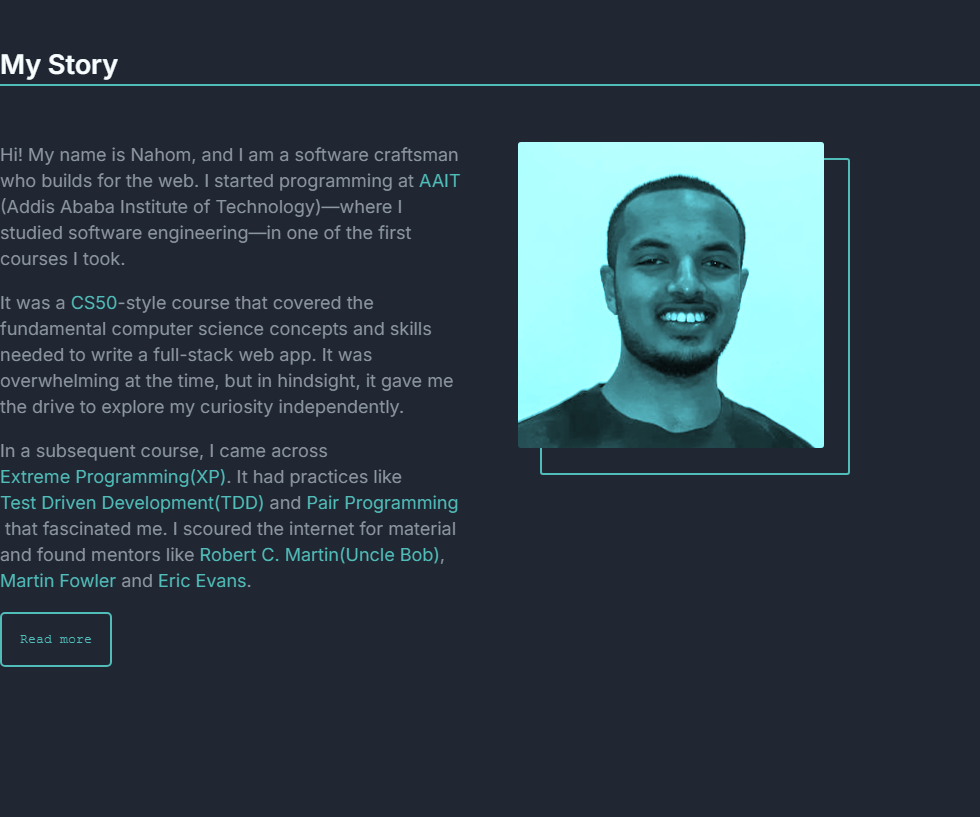 My Story
Hi! My name is Nahom, and I am a software craftsman
who builds for the web. I started programming at AAIT
(Addis Ababa Institute of Technology)—where I
studied software engineering—in one of the first
courses I took.
It was a CS50-style course that covered the
fundamental computer science concepts and skills
needed to write a full-stack web app. It was
overwhelming at the time, but in hindsight, it gave me
the drive to explore my curiosity independently.
In a subsequent course, I came across
Extreme Programming(XP). It had practices like
Test Driven Development(TDD) and Pair Programming
that fascinated me. I scoured the internet for material
and found mentors like Robert C. Martin(Uncle Bob),
Martin Fowler and Eric Evans.
Read more